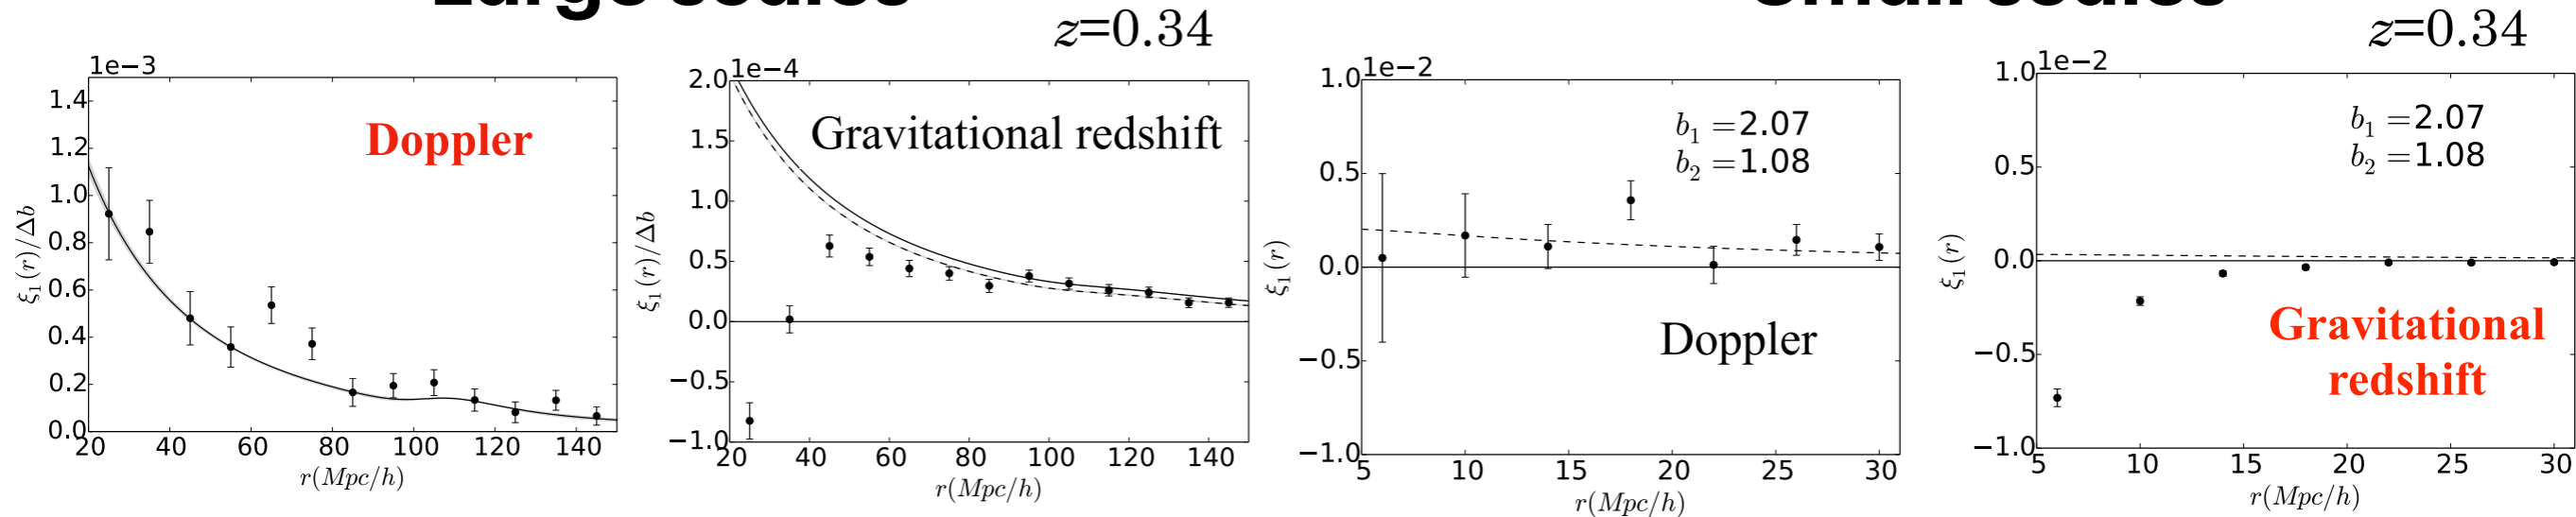 Large scales
Small scales
z=0.34
z=0.34
1e−3
1.4
1.2
1.0
0.8
0.6
0.4
0.2
0.0
20 40 60 80 100 120 140
r(Mpc/h)
ξ₁(r)/Δb
Doppler
1e−4
2.0
1.5
1.0
0.5
0.0
−0.5
−1.0
20 40 60 80 100 120 140
r(Mpc/h)
ξ₁(r)/Δb
Gravitational redshift
1e−2
1.0
0.5
0.0
−0.5
−1.0
5 10 15 20 25 30
r(Mpc/h)
ξ₁(r)
b₁ =2.07
b₂ =1.08
Doppler
1e−2
1.0
0.5
0.0
−0.5
−1.0
5 10 15 20 25 30
r(Mpc/h)
ξ₁(r)
b₁ =2.07
b₂ =1.08
Gravitational
redshift